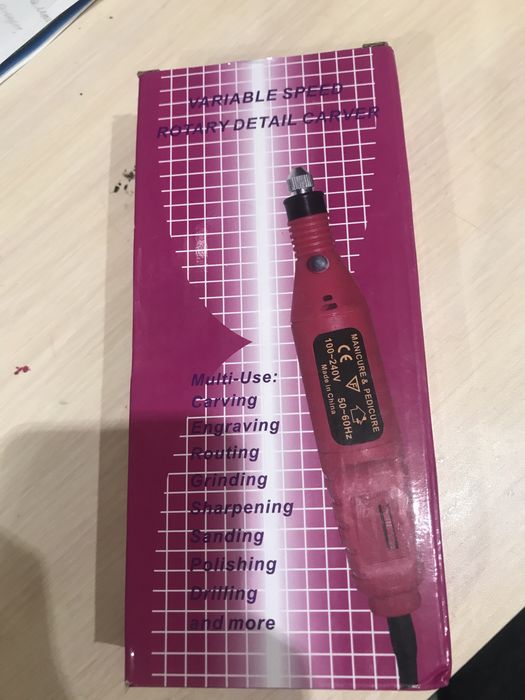 VARIABLE SPEED
ROTARY DETAIL CARVER
MANICURE & PEDICURE
CE
100~240V 50~60Hz
Made in China
Multi-Use:
Carving
Engraving
Routing
Grinding
Sharpening
Sanding
Polishing
Drilling
and more